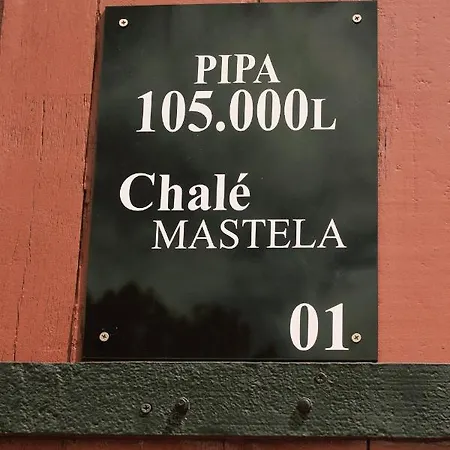 PIPA
105.000L
Chalé
MASTELA
01